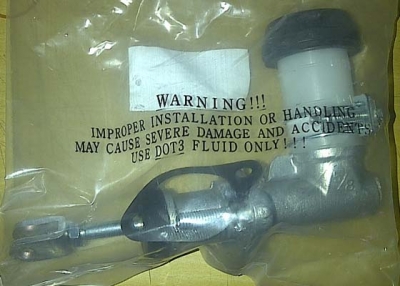 WARNING!!!
IMPROPER INSTALLATION OR HANDLING
MAY CAUSE SEVERE DAMAGE AND ACCIDENTS.
USE DOT3 FLUID ONLY!!!